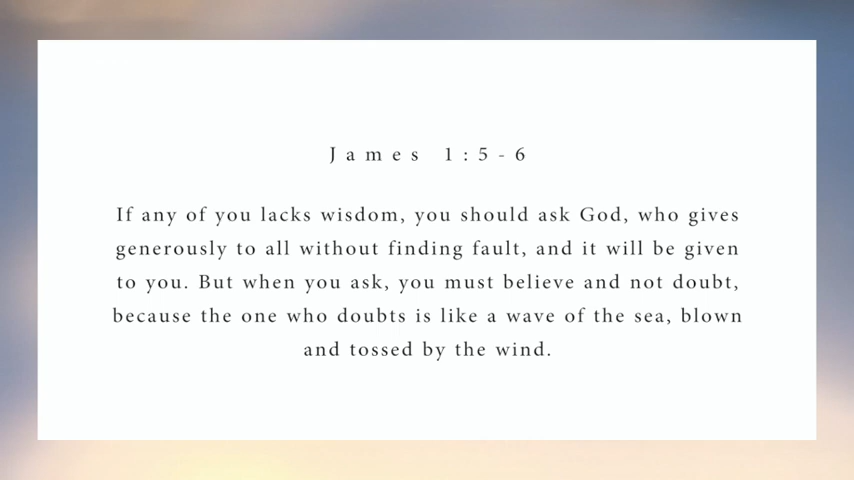 James 1:5-6
If any of you lacks wisdom, you should ask God, who gives
generously to all without finding fault, and it will be given
to you. But when you ask, you must believe and not doubt,
because the one who doubts is like a wave of the sea, blown
and tossed by the wind.